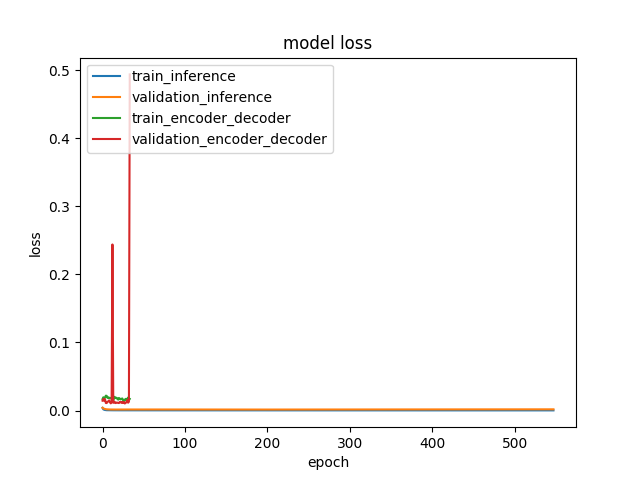 model loss
train_inference
validation_inference
train_encoder_decoder
validation_encoder_decoder
0.5
0.4
0.3
0.2
0.1
0.0
loss
0 100 200 300 400 500
epoch